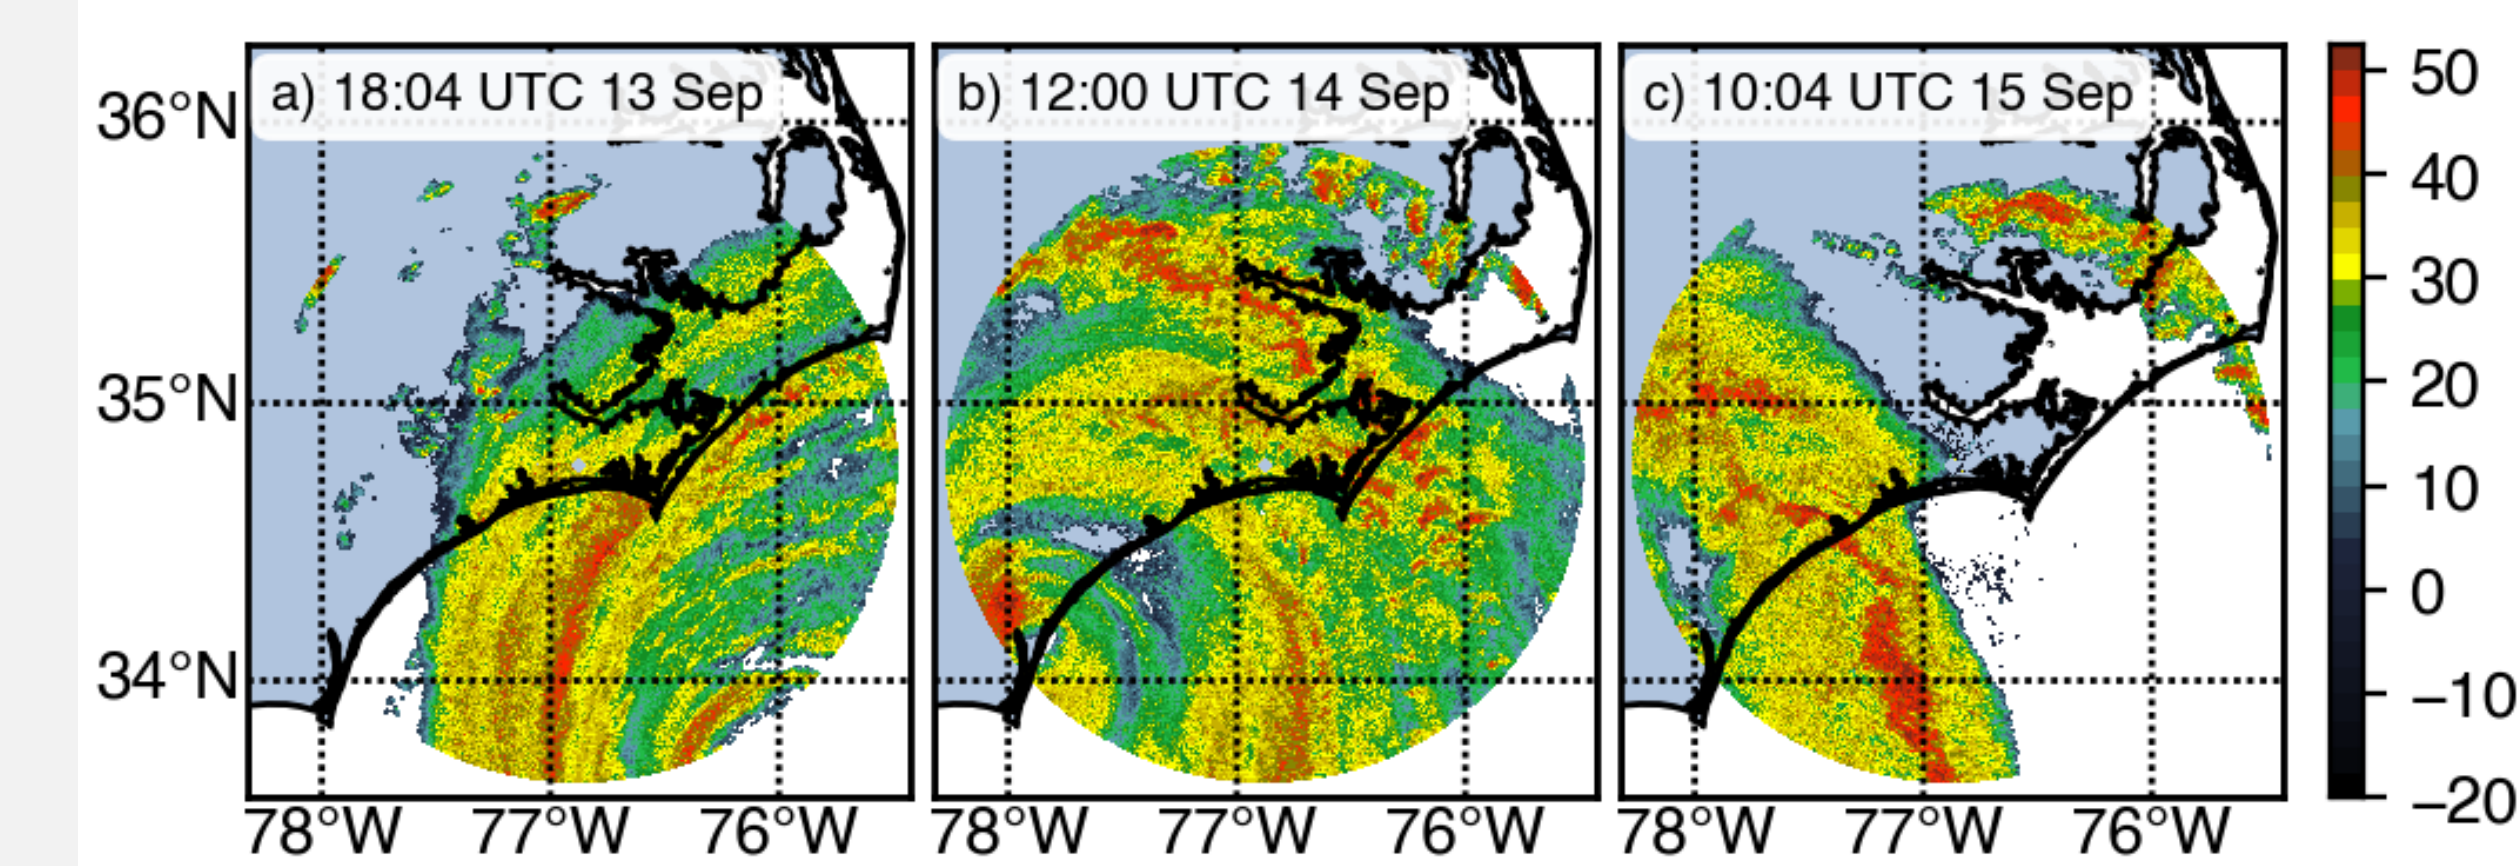 a) 18:04 UTC 13 Sep
b) 12:00 UTC 14 Sep
c) 10:04 UTC 15 Sep
36°N
35°N
34°N
78°W 77°W 76°W
78°W 77°W 76°W
78°W 77°W 76°W
50
40
30
20
10
0
−10
−20